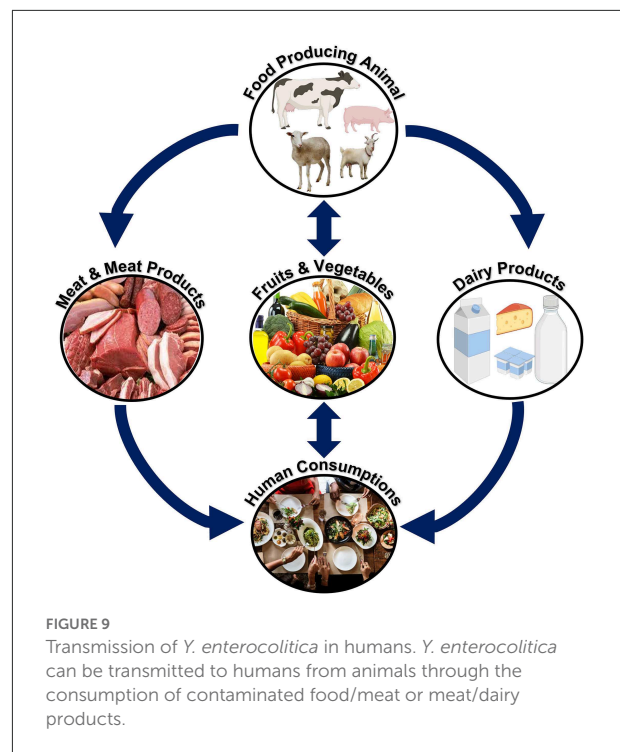 Food Producing Animal
Meat & Meat Products
Fruits & Vegetables
Dairy Products
Human Consumptions
FIGURE 9
Transmission of Y. enterocolitica in humans. Y. enterocolitica
can be transmitted to humans from animals through the
consumption of contaminated food/meat or meat/dairy
products.